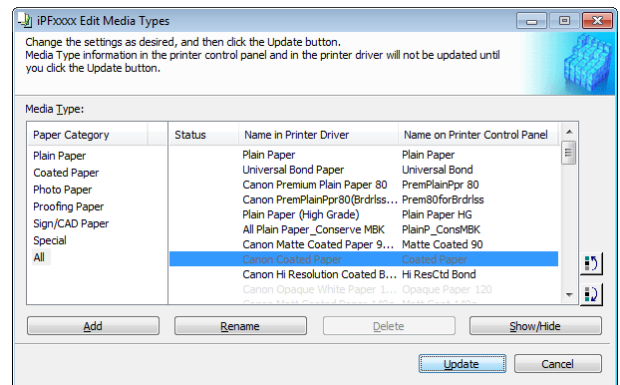 iPFxxxx Edit Media Types
Change the settings as desired, and then click the Update button.
Media Type information in the printer control panel and in the printer driver will not be updated until
you click the Update button.
Media Type:
Paper Category Status Name in Printer Driver Name on Printer Control Panel
Plain Paper
Coated Paper
Photo Paper
Proofing Paper
Sign/CAD Paper
Special
All
Plain Paper Plain Paper
Universal Bond Paper Universal Bond
Canon Premium Plain Paper 80 PremPlainPpr 80
Canon PremPlainPpr80(Brdrlss... Prem80forBrdrlss
Plain Paper (High Grade) Plain Paper HG
All Plain Paper_Conserve MBK PlainP_ConsMBK
Canon Matte Coated Paper 9... Matte Coated 90
Canon Coated Paper Coated Paper
Canon Hi Resolution Coated B... Hi ResCtd Bond
Canon Opaque White Paper 1... Opaque Paper 120
Add Rename Delete Show/Hide
Update Cancel